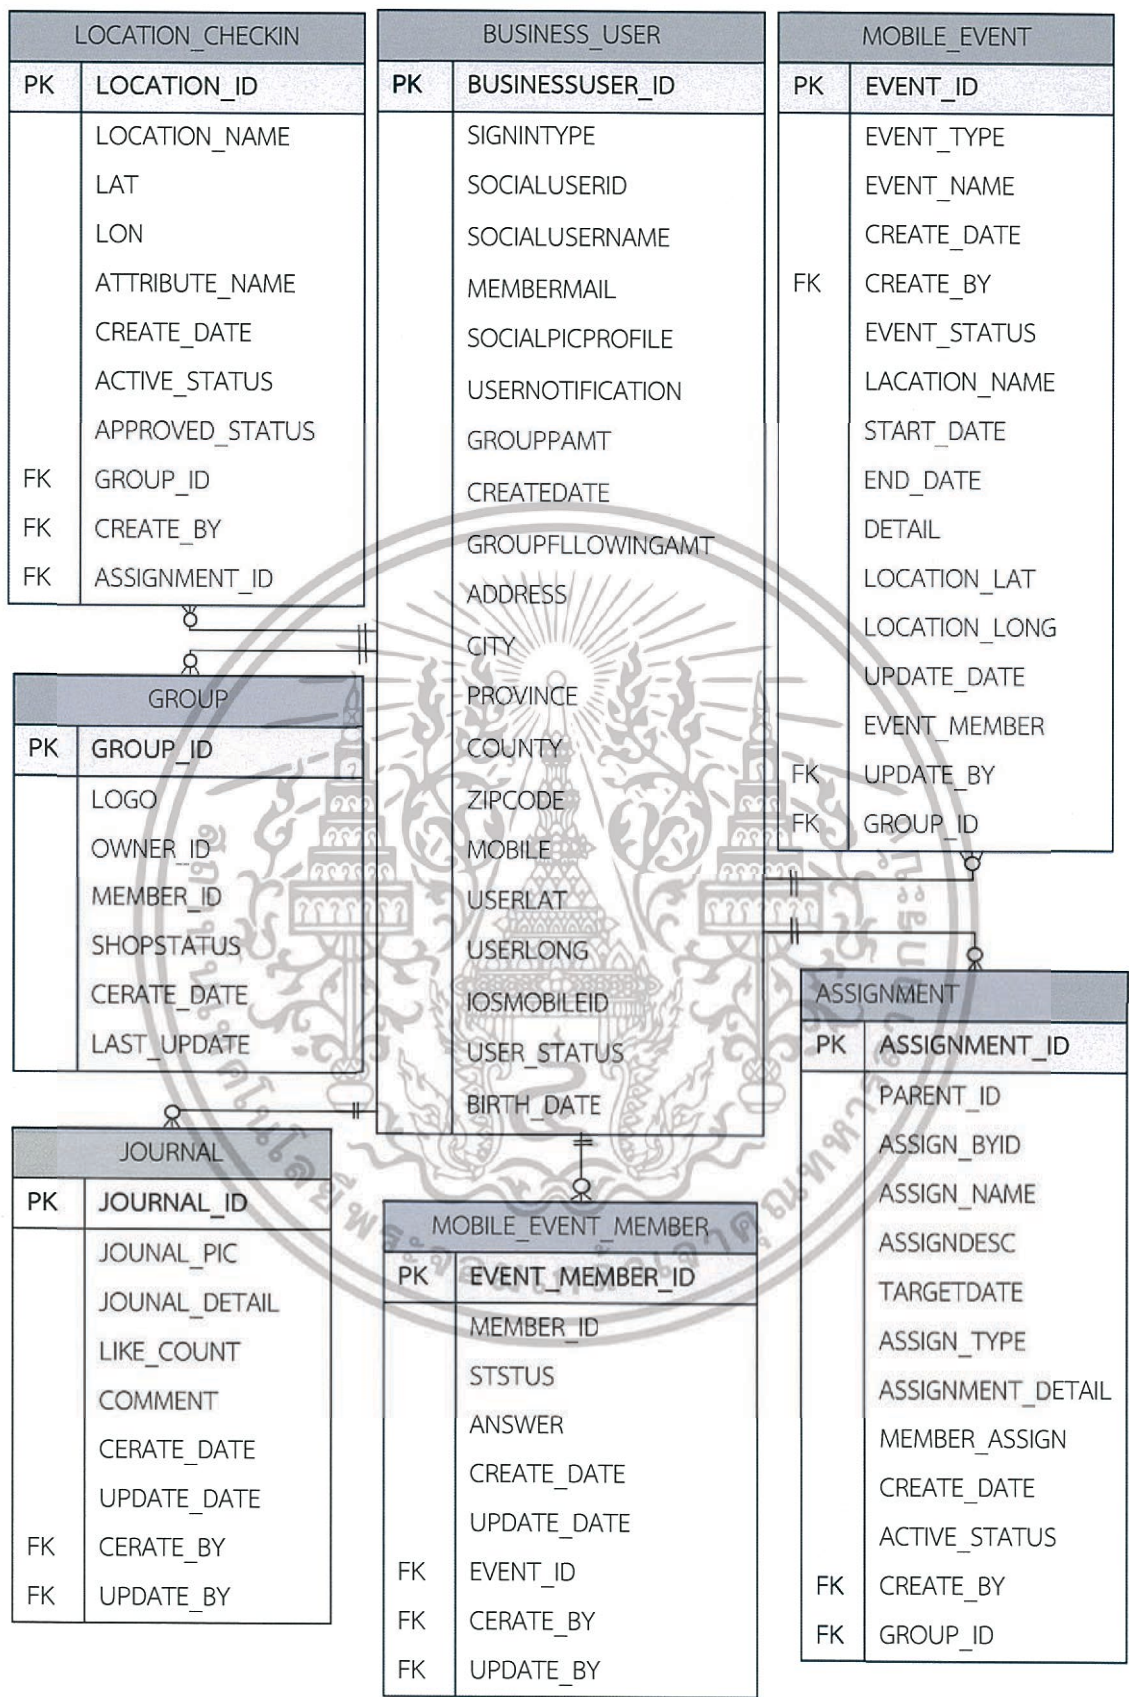 LOCATION_CHECKIN
PK LOCATION_ID
LOCATION_NAME
LAT
LON
ATTRIBUTE_NAME
CREATE_DATE
ACTIVE_STATUS
APPROVED_STATUS
FK GROUP_ID
FK CREATE_BY
FK ASSIGNMENT_ID
GROUP
PK GROUP_ID
LOGO
OWNER_ID
MEMBER_ID
SHOPSTATUS
CERATE_DATE
LAST_UPDATE
JOURNAL
PK JOURNAL_ID
JOUNAL_PIC
JOUNAL_DETAIL
LIKE_COUNT
COMMENT
CERATE_DATE
UPDATE_DATE
FK CERATE_BY
FK UPDATE_BY
BUSINESS_USER
PK BUSINESSUSER_ID
SIGNINTYPE
SOCIALUSERID
SOCIALUSERNAME
MEMBERMAIL
SOCIALPICPROFILE
USERNOTIFICATION
GROUPPAMT
CREATEDATE
GROUPFLLOWINGAMT
ADDRESS
CITY
PROVINCE
COUNTY
ZIPCODE
MOBILE
USERLAT
USERLONG
IOSMOBILEID
USER_STATUS
BIRTH_DATE
MOBILE_EVENT_MEMBER
PK EVENT_MEMBER_ID
MEMBER_ID
STSTUS
ANSWER
CREATE_DATE
UPDATE_DATE
FK EVENT_ID
FK CERATE_BY
FK UPDATE_BY
MOBILE_EVENT
PK EVENT_ID
EVENT_TYPE
EVENT_NAME
CREATE_DATE
FK CREATE_BY
EVENT_STATUS
LACATION_NAME
START_DATE
END_DATE
DETAIL
LOCATION_LAT
LOCATION_LONG
UPDATE_DATE
EVENT_MEMBER
FK UPDATE_BY
FK GROUP_ID
ASSIGNMENT
PK ASSIGNMENT_ID
PARENT_ID
ASSIGN_BYID
ASSIGN_NAME
ASSIGNDESC
TARGETDATE
ASSIGN_TYPE
ASSIGNMENT_DETAIL
MEMBER_ASSIGN
CREATE_DATE
ACTIVE_STATUS
FK CREATE_BY
FK GROUP_ID